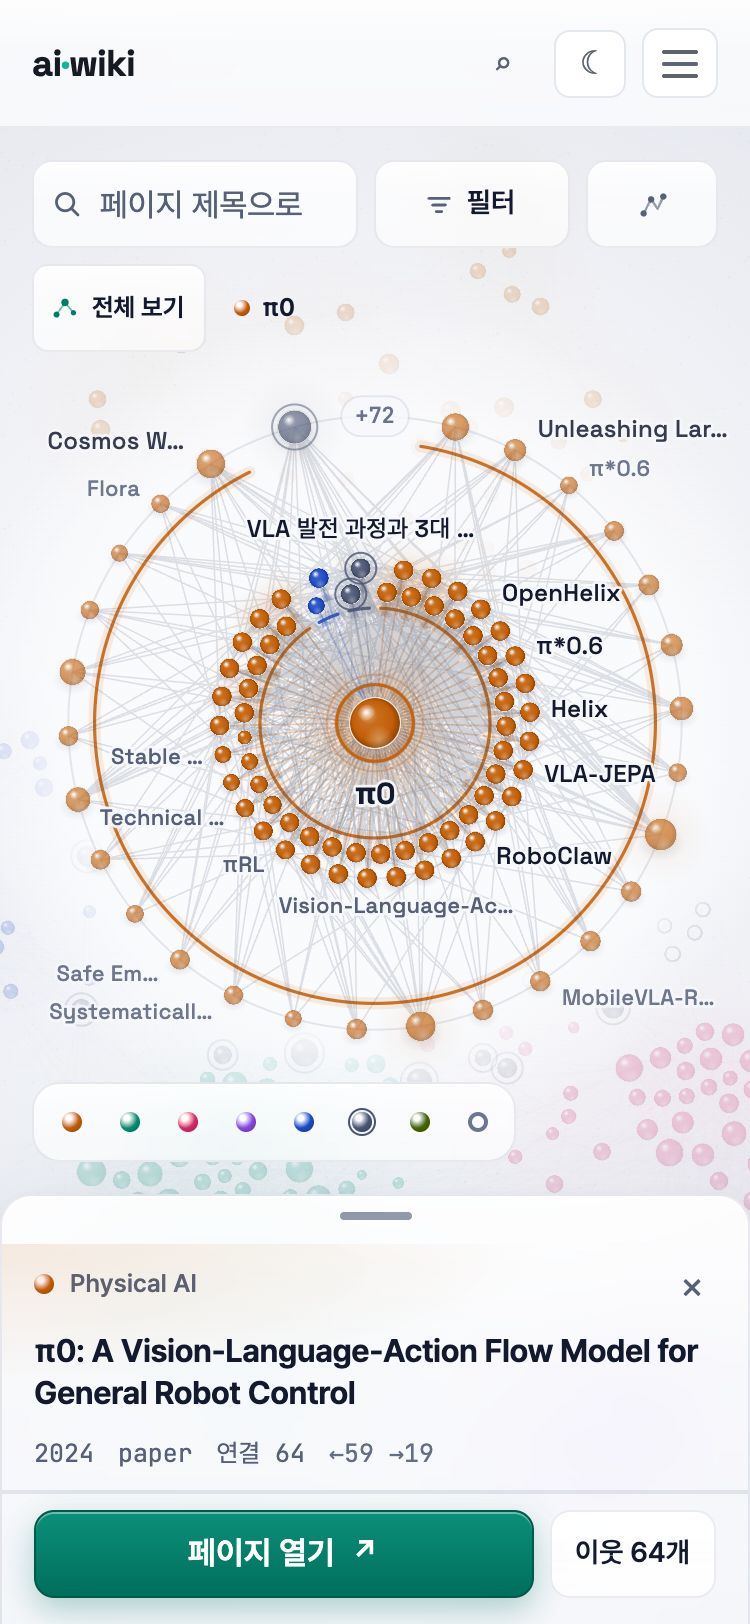 ai·wiki
페이지 제목으로
필터
전체 보기
π0
+72
Cosmos W...
Unleashing Lar...
π*0.6
Flora
VLA 발전 과정과 3대 ...
OpenHelix
π*0.6
Helix
Stable ...
VLA-JEPA
π0
Technical ...
RoboClaw
πRL
Vision-Language-Ac...
Safe Em...
MobileVLA-R...
Systematicall...
Physical AI
π0: A Vision-Language-Action Flow Model for
General Robot Control
2024 paper 연결 64 ←59 →19
페이지 열기 ↗
이웃 64개